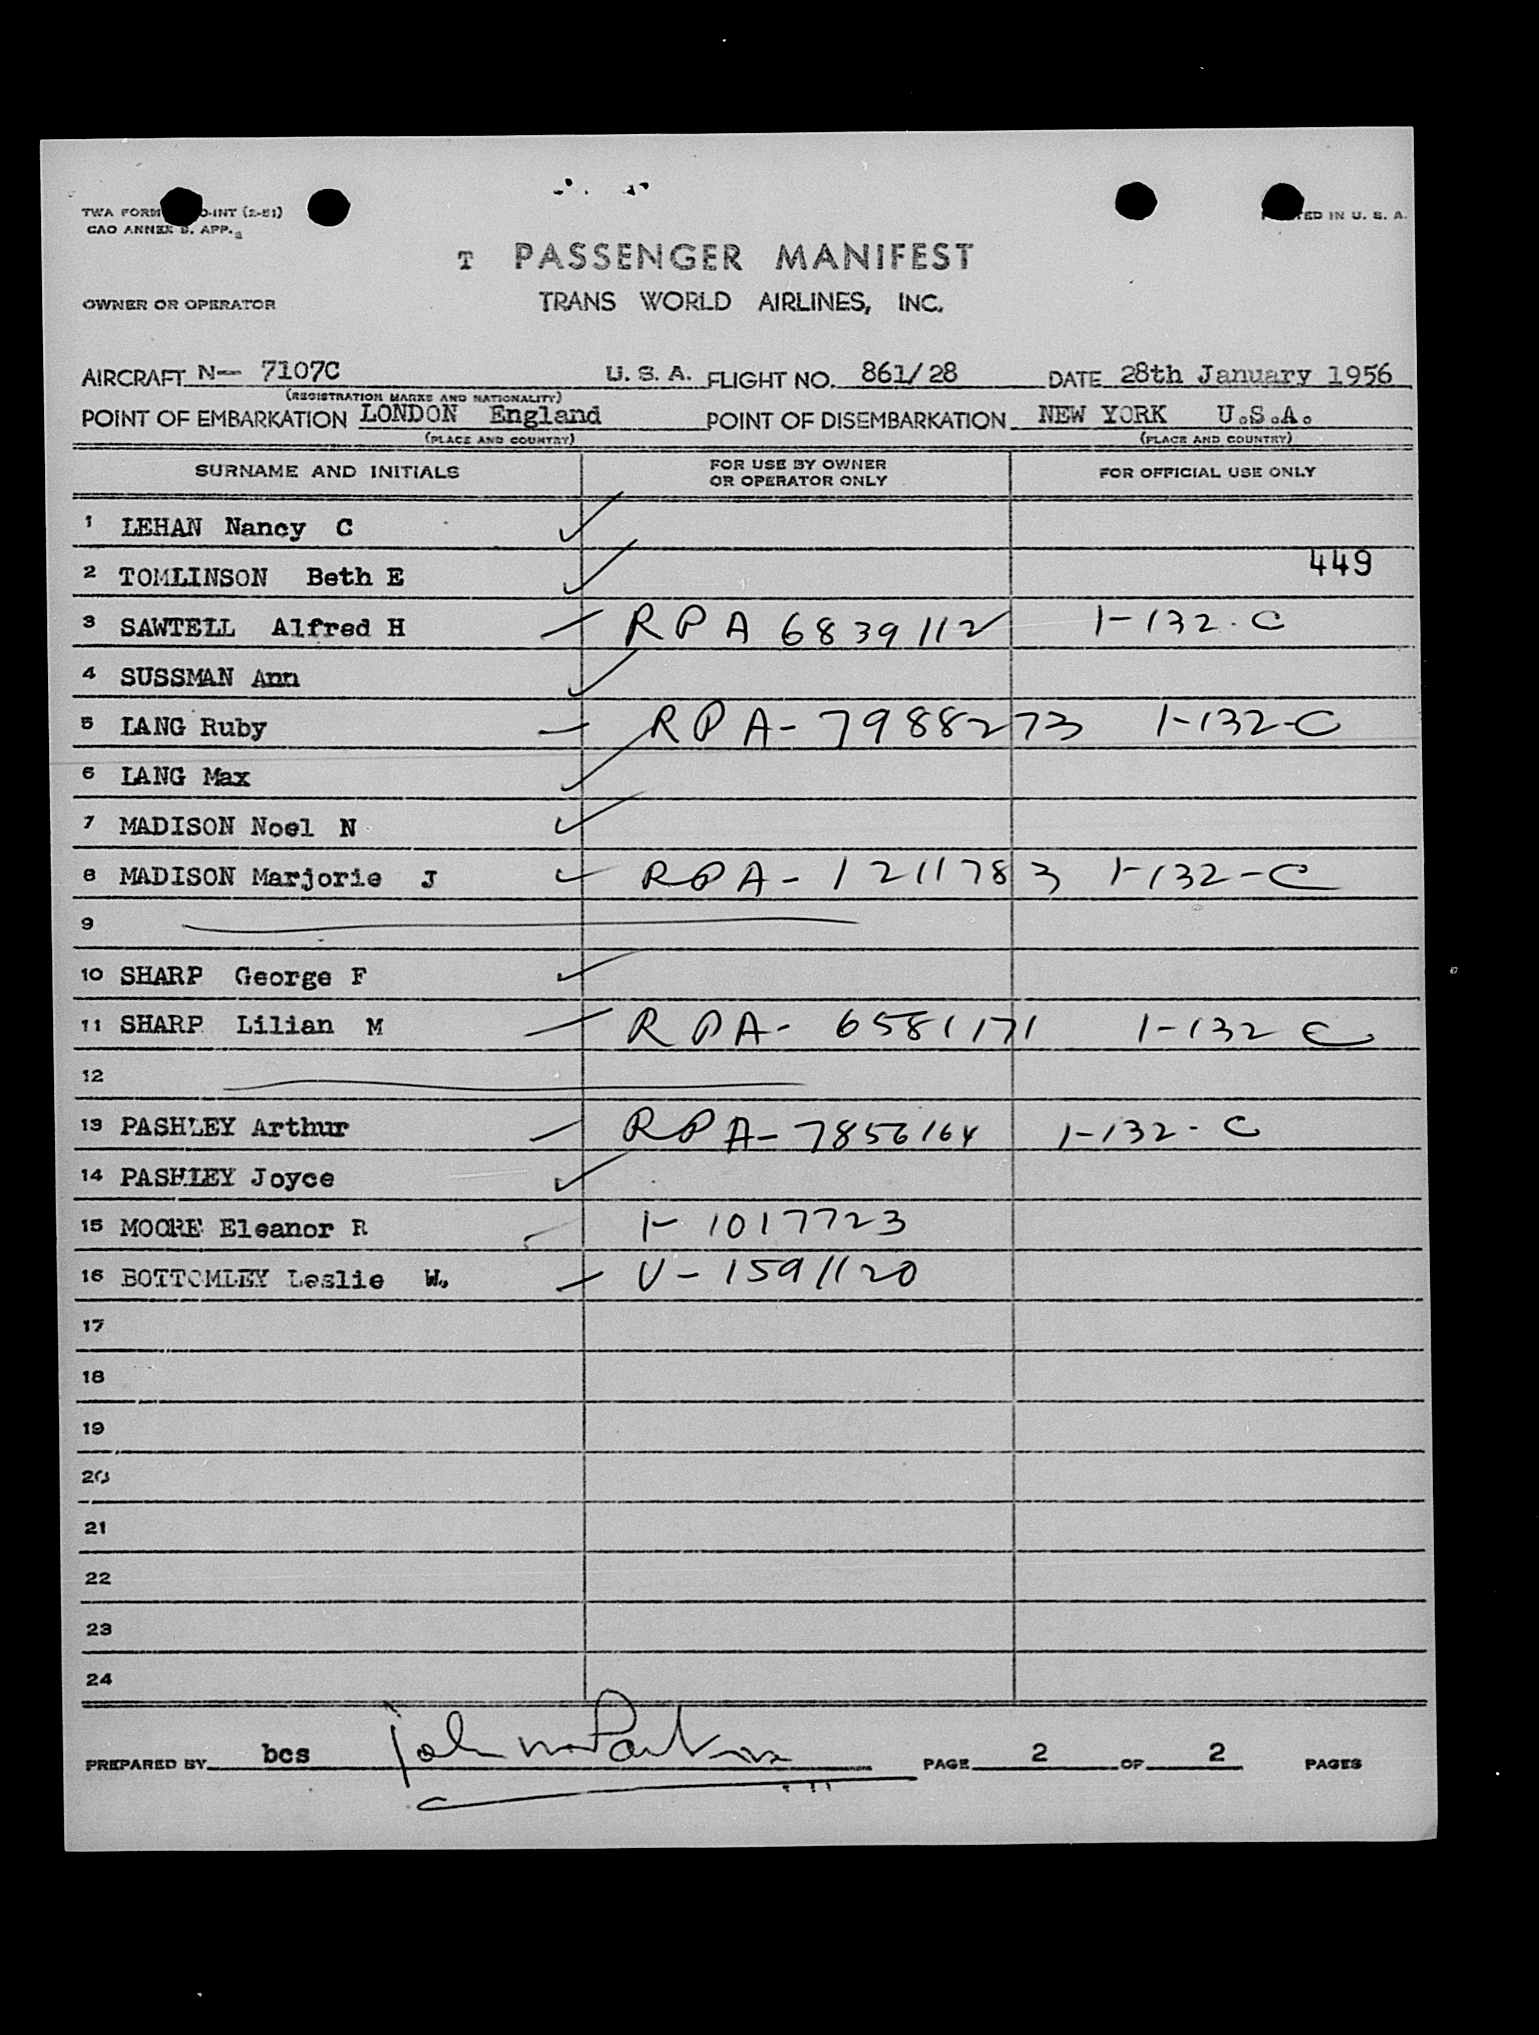 TWA FORM O-INT (2-51)
CAO ANNEX 9. APP.
TED IN U. S. A.
T PASSENGER MANIFEST
OWNER OR OPERATOR
TRANS WORLD AIRLINES, INC.
AIRCRAFT N- 7107C U. S. A. FLIGHT NO. 861/28 DATE 28th January 1956
(REGISTRATION MARKS AND NATIONALITY)
POINT OF EMBARKATION LONDON England POINT OF DISEMBARKATION NEW YORK U.S.A.
(PLACE AND COUNTRY) (PLACE AND COUNTRY)
SURNAME AND INITIALS FOR USE BY OWNER OR OPERATOR ONLY FOR OFFICIAL USE ONLY
1 LEHAN Nancy C
2 TOMLINSON Beth E 449
3 SAWTELL Alfred H RPA 6839112 1-132-C
4 SUSSMAN Ann
5 LANG Ruby RPA-7988273 1-132-C
6 LANG Max
7 MADISON Noel N
8 MADISON Marjorie J RPA-1211783 1-132-C
9
10 SHARP George F
11 SHARP Lilian M RPA-6581171 1-132 C
12
13 PASHLEY Arthur RPA-7856164 1-132-C
14 PASHLEY Joyce
15 MOORE Eleanor R I-1017723
16 BOTTOMLEY Leslie W. V-1591120
17
18
19
20
21
22
23
24
PREPARED BY bcs PAGE 2 OF 2 PAGES